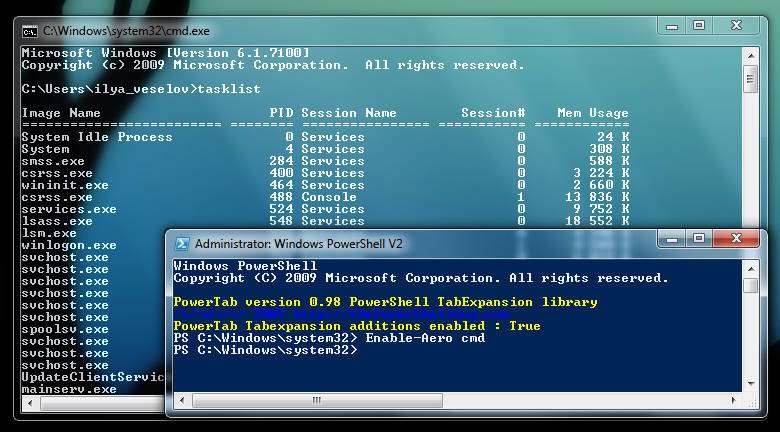 C:\Windows\system32\cmd.exe
Microsoft Windows [Version 6.1.7100]
Copyright (c) 2009 Microsoft Corporation.  All rights reserved.
C:\Users\ilya_veselov>tasklist
Image Name                     PID Session Name        Session#    Mem Usage
========================= ======== ================ =========== ============
System Idle Process              0 Services                   0         24 K
System                           4 Services                   0        308 K
smss.exe                       284 Services                   0        588 K
csrss.exe                      400 Services                   0      3 224 K
wininit.exe                    464 Services                   0      2 660 K
csrss.exe                      488 Console                    1     13 836 K
services.exe                   524 Services                   0      9 752 K
lsass.exe                      548 Services                   0     18 552 K
lsm.exe
winlogon.exe
svchost.exe
svchost.exe
svchost.exe
svchost.exe
svchost.exe
svchost.exe
spoolsv.exe
svchost.exe
svchost.exe
svchost.exe
UpdateClientServic
mainserv.exe
Administrator: Windows PowerShell V2
Windows PowerShell
Copyright (C) 2009 Microsoft Corporation. All rights reserved.
PowerTab version 0.98 PowerShell TabExpansion library
PowerTab Tabexpansion additions enabled : True
PS C:\Windows\system32> Enable-Aero cmd
PS C:\Windows\system32>